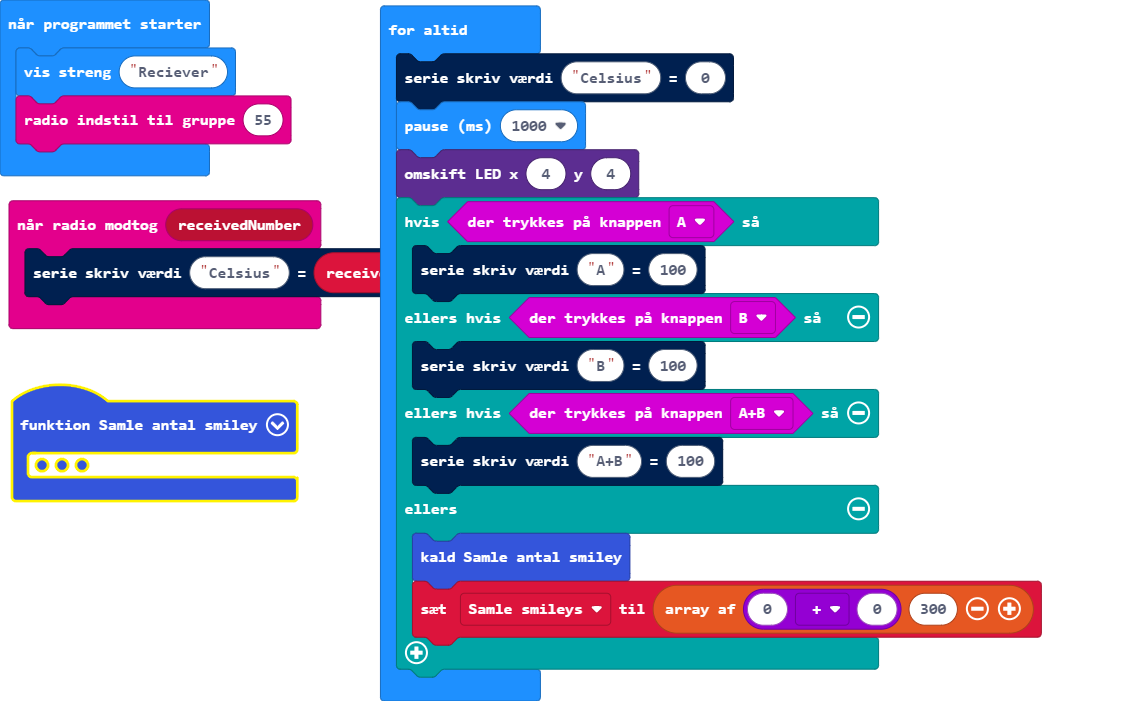 når programmet starter
vis streng "Reciever"
radio indstil til gruppe 55
når radio modtog receivedNumber
serie skriv værdi "Celsius" =
funktion Samle antal smiley
for altid
serie skriv værdi "Celsius" = 0
pause (ms) 1000
omskift LED x 4 y 4
hvis der trykkes på knappen A så
serie skriv værdi "A" = 100
ellers hvis der trykkes på knappen B så
serie skriv værdi "B" = 100
ellers hvis der trykkes på knappen A+B så
serie skriv værdi "A+B" = 100
ellers
kald Samle antal smiley
sæt Samle smileys til array af 0 + 0 300